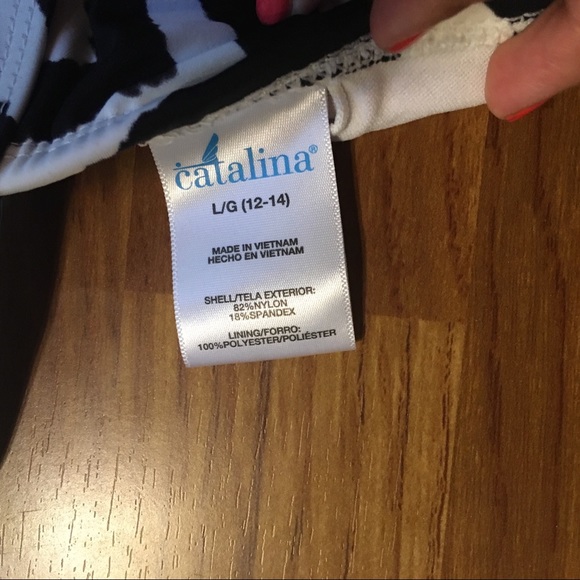 catalina®
L/G (12-14)
MADE IN VIETNAM
HECHO EN VIETNAM
SHELL/TELA EXTERIOR:
82%NYLON
18%SPANDEX
LINING/FORRO:
100%POLYESTER/POLIÉSTER